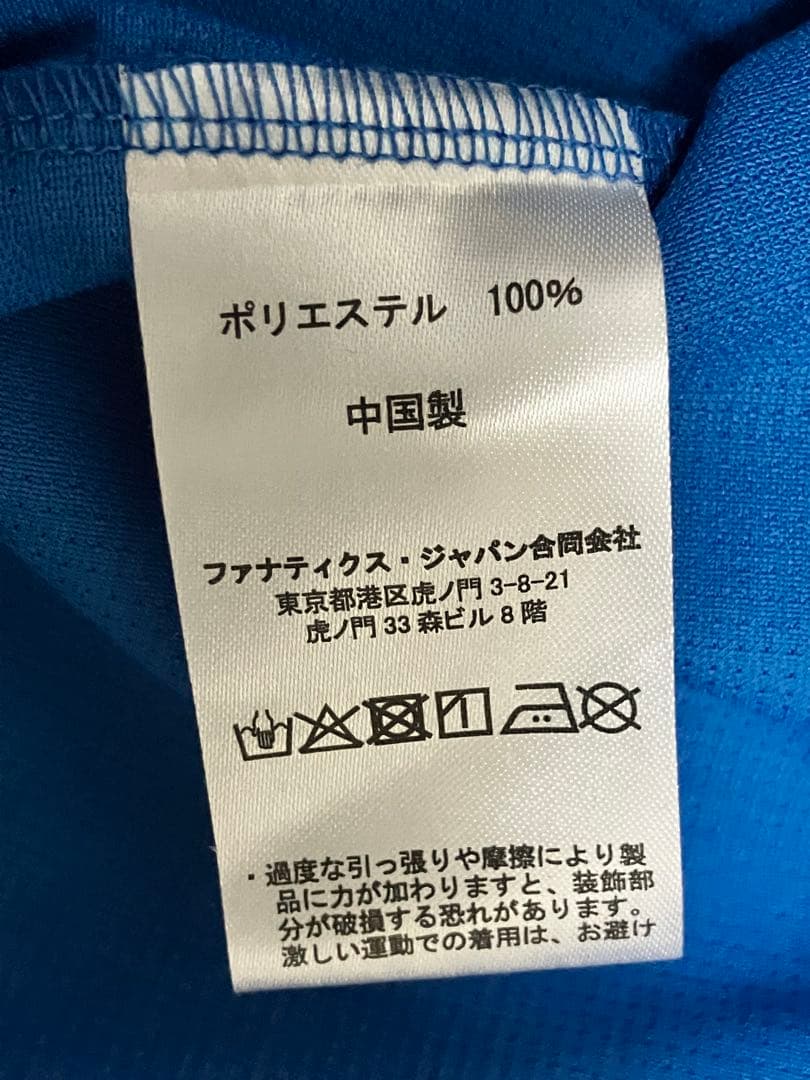 ポリエステル 100%
中国製
ファナティクス・ジャパン合同会社
東京都港区虎ノ門 3-8-21
虎ノ門 33 森ビル 8 階
・過度な引っ張りや摩擦により製
品に力が加わりますと、装飾部
分が破損する恐れがあります。
激しい運動での着用は、お避け